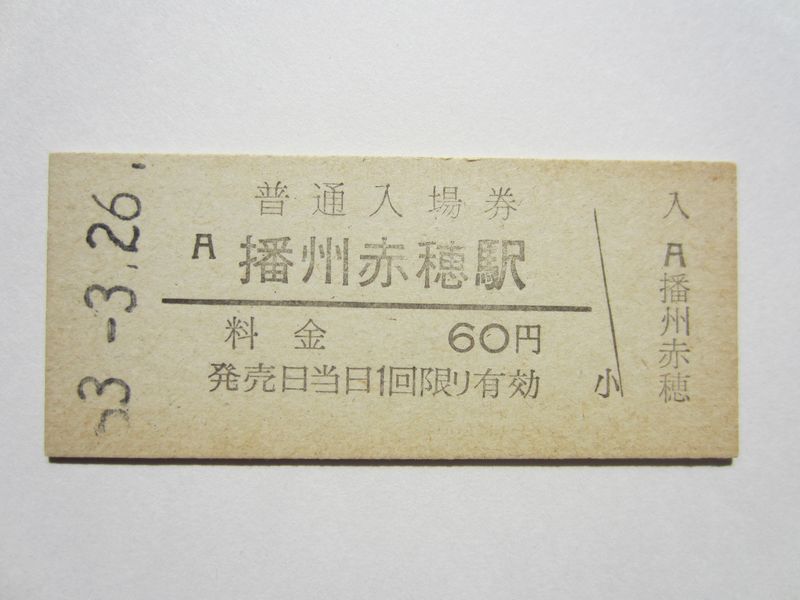 普通入場券
A 播州赤穂駅
料金 60円
発売日当日1回限り有効 小
入
A
播州赤穂
53-3.26